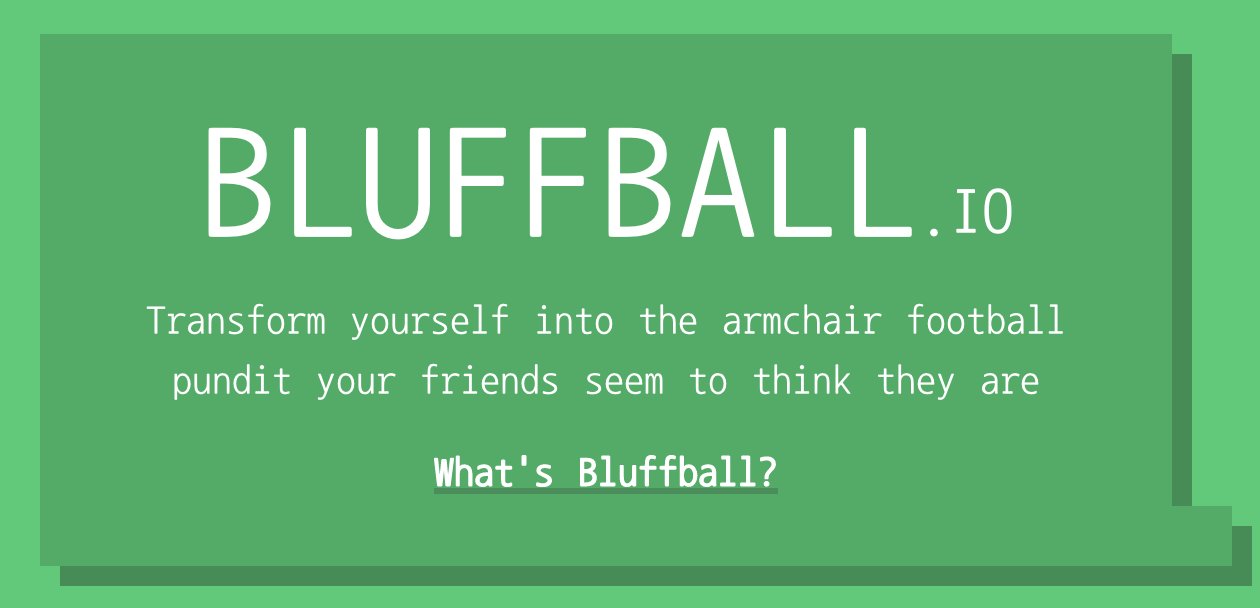 BLUFFBALL.IO
Transform yourself into the armchair football
pundit your friends seem to think they are
What's Bluffball?